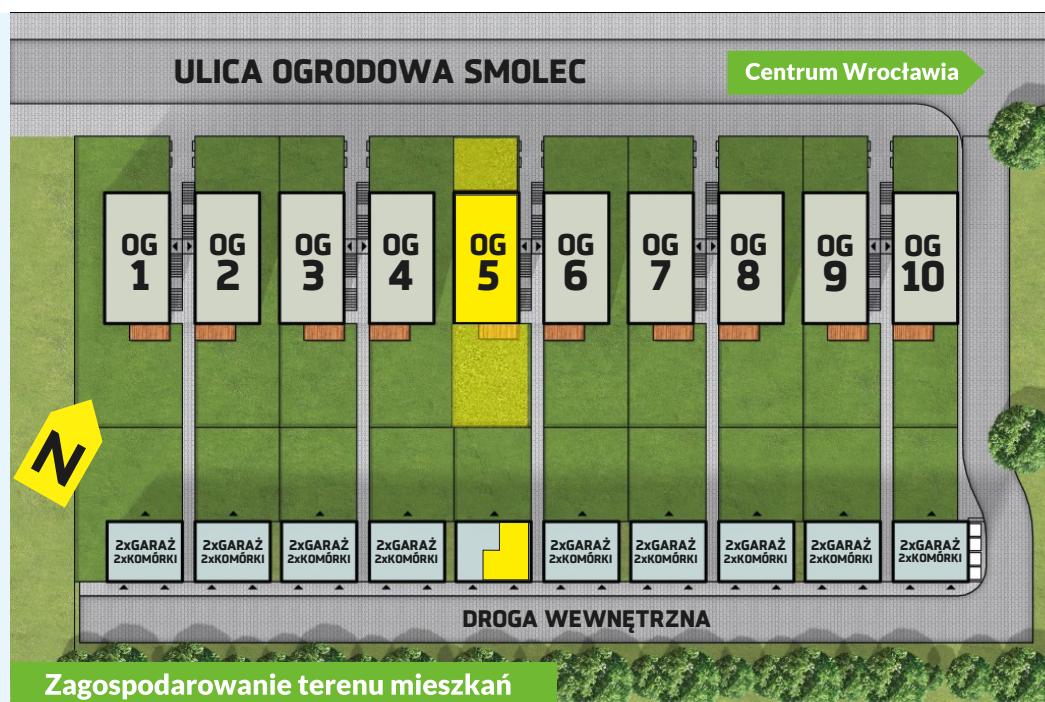 ULICA OGRODOWA SMOLEC
Centrum Wrocławia
OG
1
OG
2
OG
3
OG
4
OG
5
OG
6
OG
7
OG
8
OG
9
OG
10
N
2xGARAŻ
2xKOMÓRKI
2xGARAŻ
2xKOMÓRKI
2xGARAŻ
2xKOMÓRKI
2xGARAŻ
2xKOMÓRKI
2xGARAŻ
2xKOMÓRKI
2xGARAŻ
2xKOMÓRKI
2xGARAŻ
2xKOMÓRKI
2xGARAŻ
2xKOMÓRKI
2xGARAŻ
2xKOMÓRKI
DROGA WEWNĘTRZNA
Zagospodarowanie terenu mieszkań